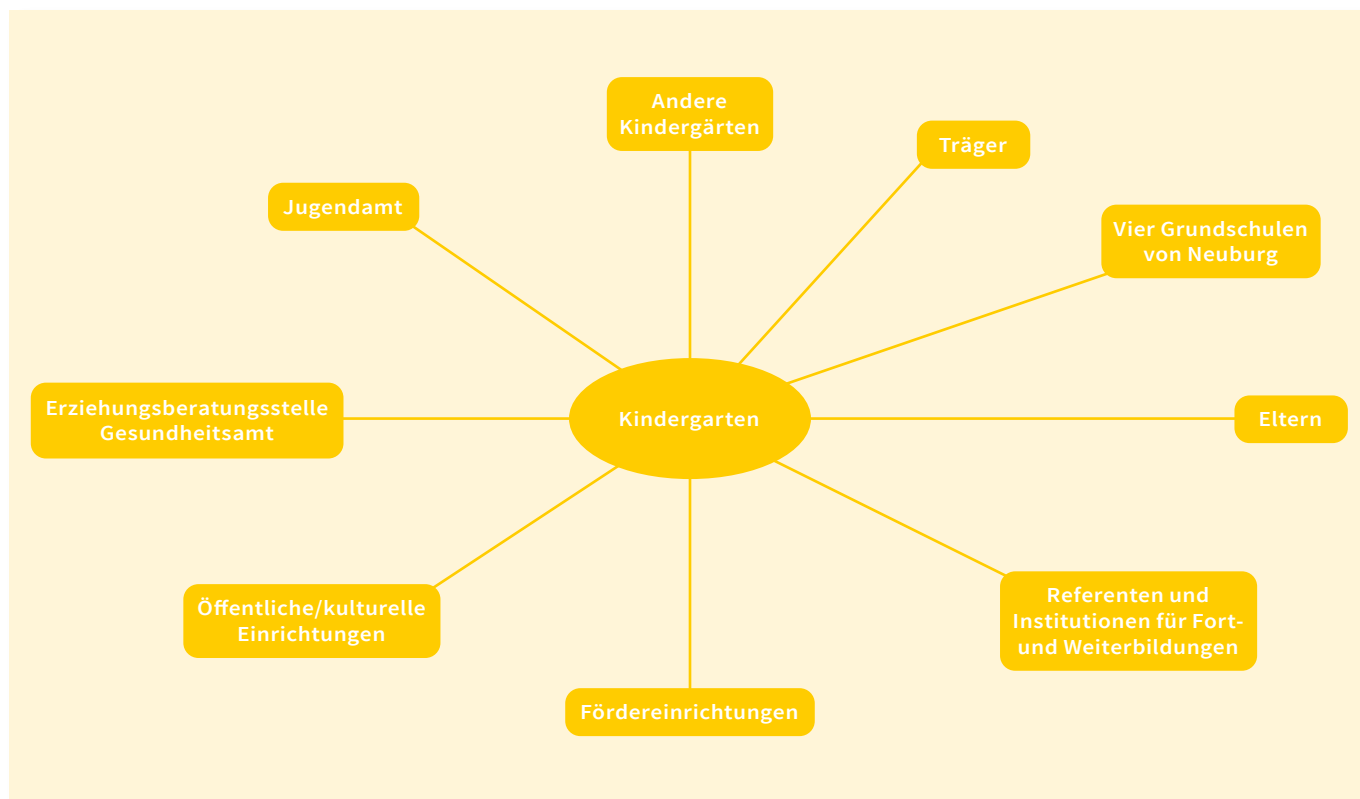 Andere
Kindergärten
Träger
Jugendamt
Vier Grundschulen
von Neuburg
Erziehungsberatungsstelle
Gesundheitsamt
Kindergarten
Eltern
Öffentliche/kulturelle
Einrichtungen
Referenten und
Institutionen für Fort-
und Weiterbildungen
Fördereinrichtungen